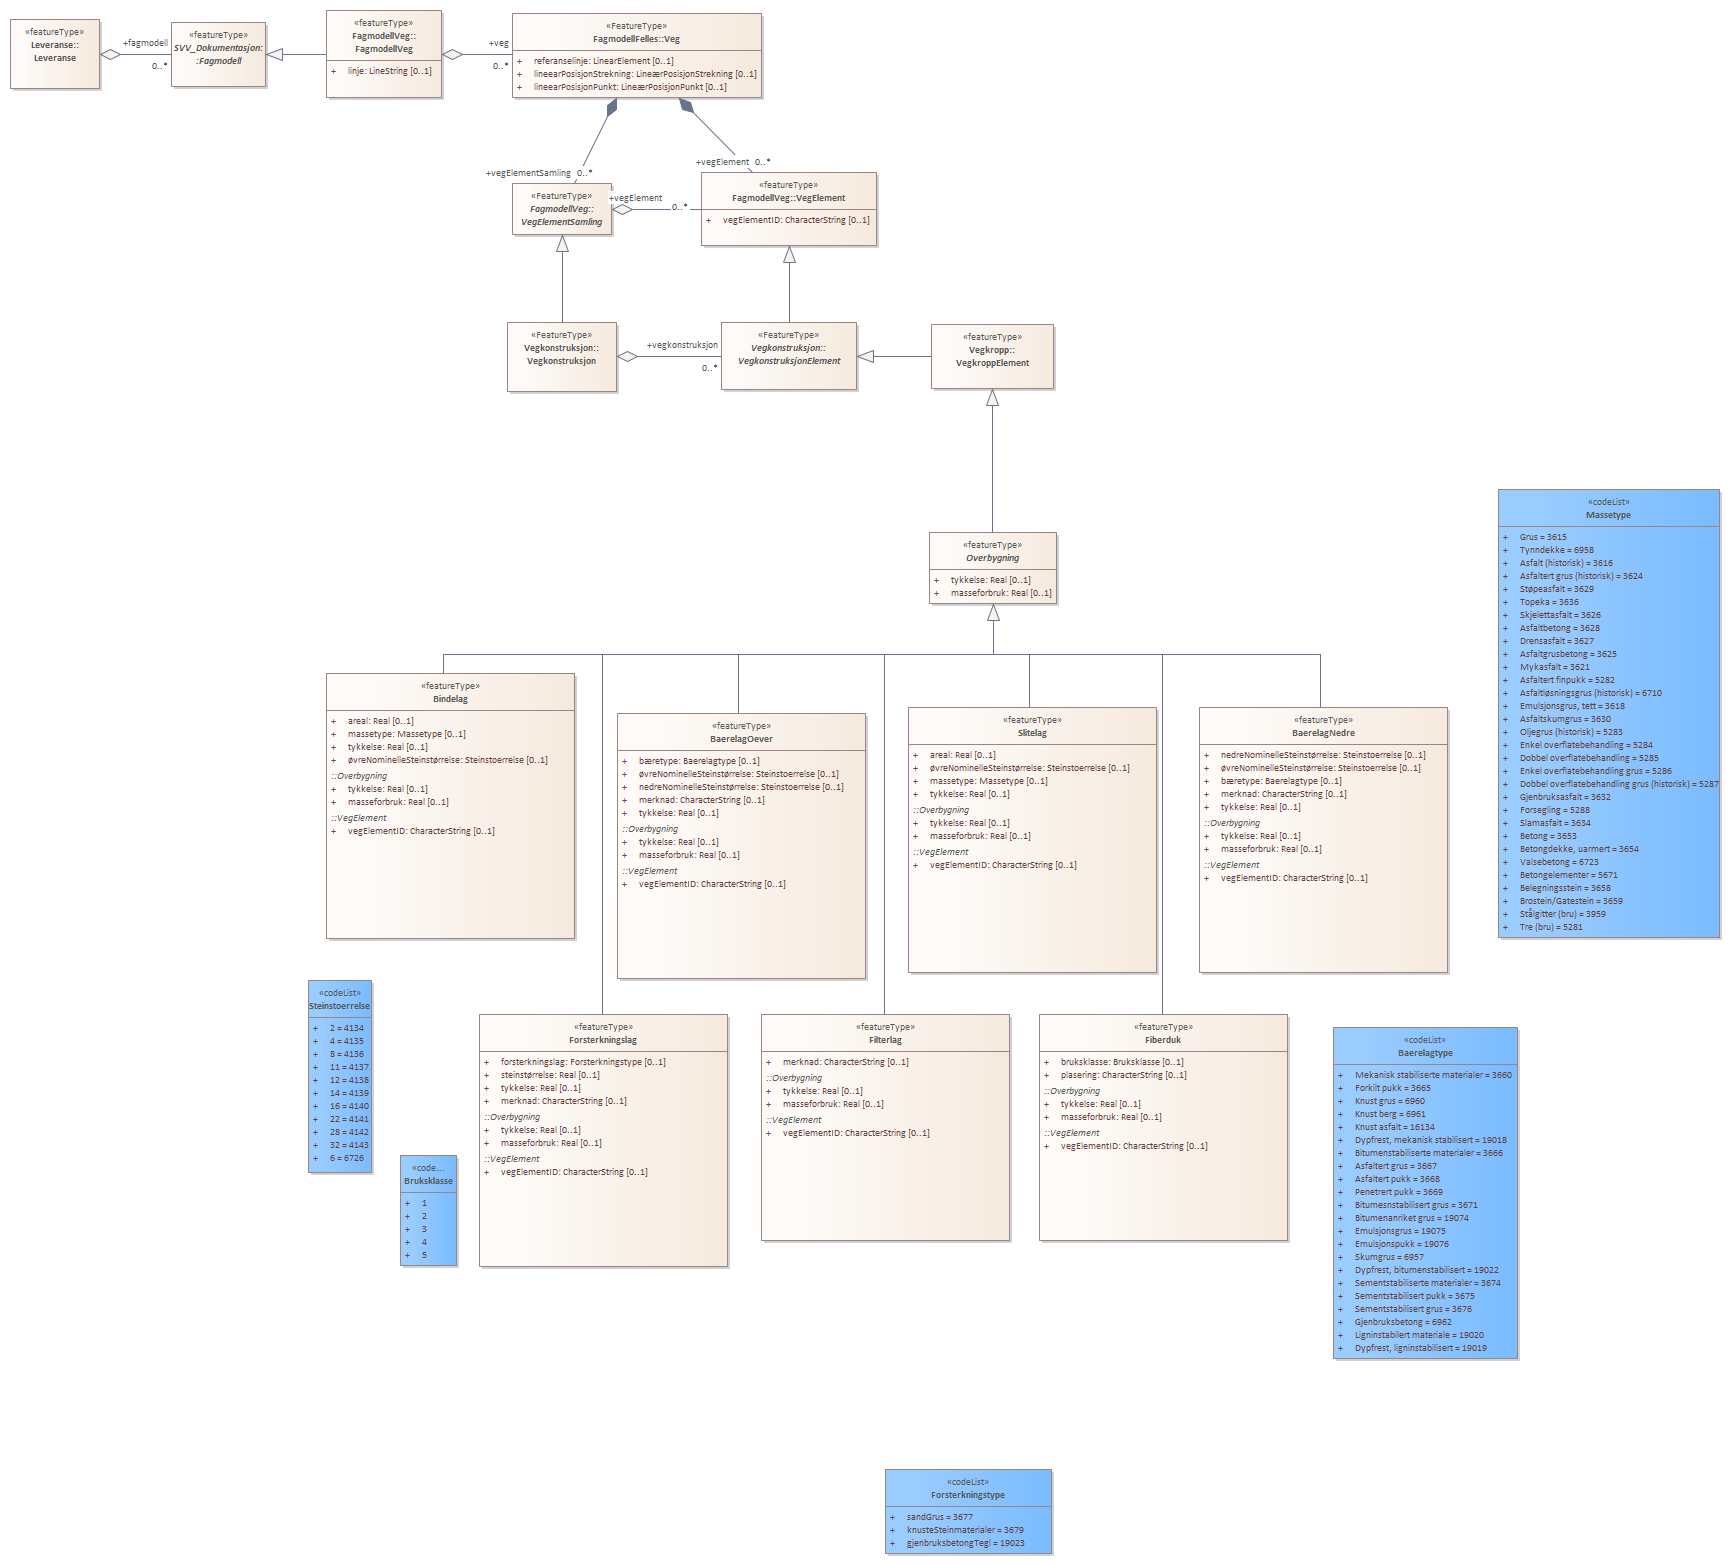 «featureType»
Leveranse::
Leveranse
+fagmodell
0..*
«featureType»
SVV_Dokumentasjon:
:Fagmodell
«featureType»
FagmodellVeg::
FagmodellVeg
+ linje: LineString [0..1]
+veg
0..*
«FeatureType»
FagmodellFelles::Veg
+ referanselinje: LinearElement [0..1]
+ lineearPosisjonStrekning: LineærPosisjonStrekning [0..1]
+ lineearPosisjonPunkt: LineærPosisjonPunkt [0..1]
+vegElementSamling 0..*
+vegElement 0..*
«FeatureType»
FagmodellVeg::
VegElementSamling
+vegElement
0..*
«featureType»
FagmodellVeg::VegElement
+ vegElementID: CharacterString [0..1]
«FeatureType»
Vegkonstruksjon::
Vegkonstruksjon
+vegkonstruksjon
0..*
«FeatureType»
Vegkonstruksjon::
VegkonstruksjonElement
«featureType»
Vegkropp::
VegkroppElement
«featureType»
Overbygning
+ tykkelse: Real [0..1]
+ masseforbruk: Real [0..1]
«codeList»
Massetype
+ Grus = 3615
+ Tynndekke = 6958
+ Asfalt (historisk) = 3616
+ Asfaltert grus (historisk) = 3624
+ Støpeasfalt = 3629
+ Topeka = 3636
+ Skjelettasfalt = 3626
+ Asfaltbetong = 3628
+ Drensasfalt = 3627
+ Asfaltgrusbetong = 3625
+ Mykasfalt = 3621
+ Asfaltert finpukk = 5282
+ Asfaltløsningsgrus (historisk) = 6710
+ Emulsjonsgrus, tett = 3618
+ Asfaltskumgrus = 3630
+ Oljegrus (historisk) = 5283
+ Enkel overflatebehandling = 5284
+ Dobbel overflatebehandling = 5285
+ Enkel overflatebehandling grus = 5286
+ Dobbel overflatebehandling grus (historisk) = 5287
+ Gjenbruksasfalt = 3632
+ Forsegling = 5288
+ Slamasfalt = 3634
+ Betong = 3653
+ Betongdekke, uarmert = 3654
+ Valsebetong = 6723
+ Betongelementer = 5671
+ Belegningsstein = 3658
+ Brostein/Gatestein = 3659
+ Stålgitter (bru) = 3959
+ Tre (bru) = 5281
«featureType»
Bindelag
+ areal: Real [0..1]
+ massetype: Massetype [0..1]
+ tykkelse: Real [0..1]
+ øvreNominelleSteinstørrelse: Steinstoerrelse [0..1]
::Overbygning
+ tykkelse: Real [0..1]
+ masseforbruk: Real [0..1]
::VegElement
+ vegElementID: CharacterString [0..1]
«featureType»
BaerelagOever
+ bæretype: Baerelagtype [0..1]
+ øvreNominelleSteinstørrelse: Steinstoerrelse [0..1]
+ nedreNominelleSteinstørrelse: Steinstoerrelse [0..1]
+ merknad: CharacterString [0..1]
+ tykkelse: Real [0..1]
::Overbygning
+ tykkelse: Real [0..1]
+ masseforbruk: Real [0..1]
::VegElement
+ vegElementID: CharacterString [0..1]
«featureType»
Slitelag
+ areal: Real [0..1]
+ øvreNominelleSteinstørrelse: Steinstoerrelse [0..1]
+ massetype: Massetype [0..1]
+ tykkelse: Real [0..1]
::Overbygning
+ tykkelse: Real [0..1]
+ masseforbruk: Real [0..1]
::VegElement
+ vegElementID: CharacterString [0..1]
«featureType»
BaerelagNedre
+ nedreNominelleSteinstørrelse: Steinstoerrelse [0..1]
+ øvreNominelleSteinstørrelse: Steinstoerrelse [0..1]
+ bæretype: Baerelagtype [0..1]
+ merknad: CharacterString [0..1]
+ tykkelse: Real [0..1]
::Overbygning
+ tykkelse: Real [0..1]
+ masseforbruk: Real [0..1]
::VegElement
+ vegElementID: CharacterString [0..1]
«codeList»
Steinstoerrelse
+ 2 = 4134
+ 4 = 4135
+ 8 = 4136
+ 11 = 4137
+ 12 = 4138
+ 14 = 4139
+ 16 = 4140
+ 22 = 4141
+ 28 = 4142
+ 32 = 4143
+ 6 = 6726
«code...
Bruksklasse
+ 1
+ 2
+ 3
+ 4
+ 5
«featureType»
Forsterkningslag
+ forsterkningslag: Forsterkningstype [0..1]
+ steinstørrelse: Real [0..1]
+ tykkelse: Real [0..1]
+ merknad: CharacterString [0..1]
::Overbygning
+ tykkelse: Real [0..1]
+ masseforbruk: Real [0..1]
::VegElement
+ vegElementID: CharacterString [0..1]
«featureType»
Filterlag
+ merknad: CharacterString [0..1]
::Overbygning
+ tykkelse: Real [0..1]
+ masseforbruk: Real [0..1]
::VegElement
+ vegElementID: CharacterString [0..1]
«featureType»
Fiberduk
+ bruksklasse: Bruksklasse [0..1]
+ plasering: CharacterString [0..1]
::Overbygning
+ tykkelse: Real [0..1]
+ masseforbruk: Real [0..1]
::VegElement
+ vegElementID: CharacterString [0..1]
«codeList»
Baerelagtype
+ Mekanisk stabiliserte materialer = 3660
+ Forkilt pukk = 3665
+ Knust grus = 6960
+ Knust berg = 6961
+ Knust asfalt = 16134
+ Dypfrest, mekanisk stabilisert = 19018
+ Bitumenstabiliserte materialer = 3666
+ Asfaltert grus = 3667
+ Asfaltert pukk = 3668
+ Penetrert pukk = 3669
+ Bitumesnstabilisert grus = 3671
+ Bitumenanriket grus = 19074
+ Emulsjonsgrus = 19075
+ Emulsjonspukk = 19076
+ Skumgrus = 6957
+ Dypfrest, bitumenstabilisert = 19022
+ Sementstabiliserte materialer = 3674
+ Sementstabilisert pukk = 3675
+ Sementstabilisert grus = 3676
+ Gjenbruksbetong = 6962
+ Ligninstabilert materiale = 19020
+ Dypfrest, ligninstabilisert = 19019
«codeList»
Forsterkningstype
+ sandGrus = 3677
+ knusteSteinmaterialer = 3679
+ gjenbruksbetongTegl = 19023